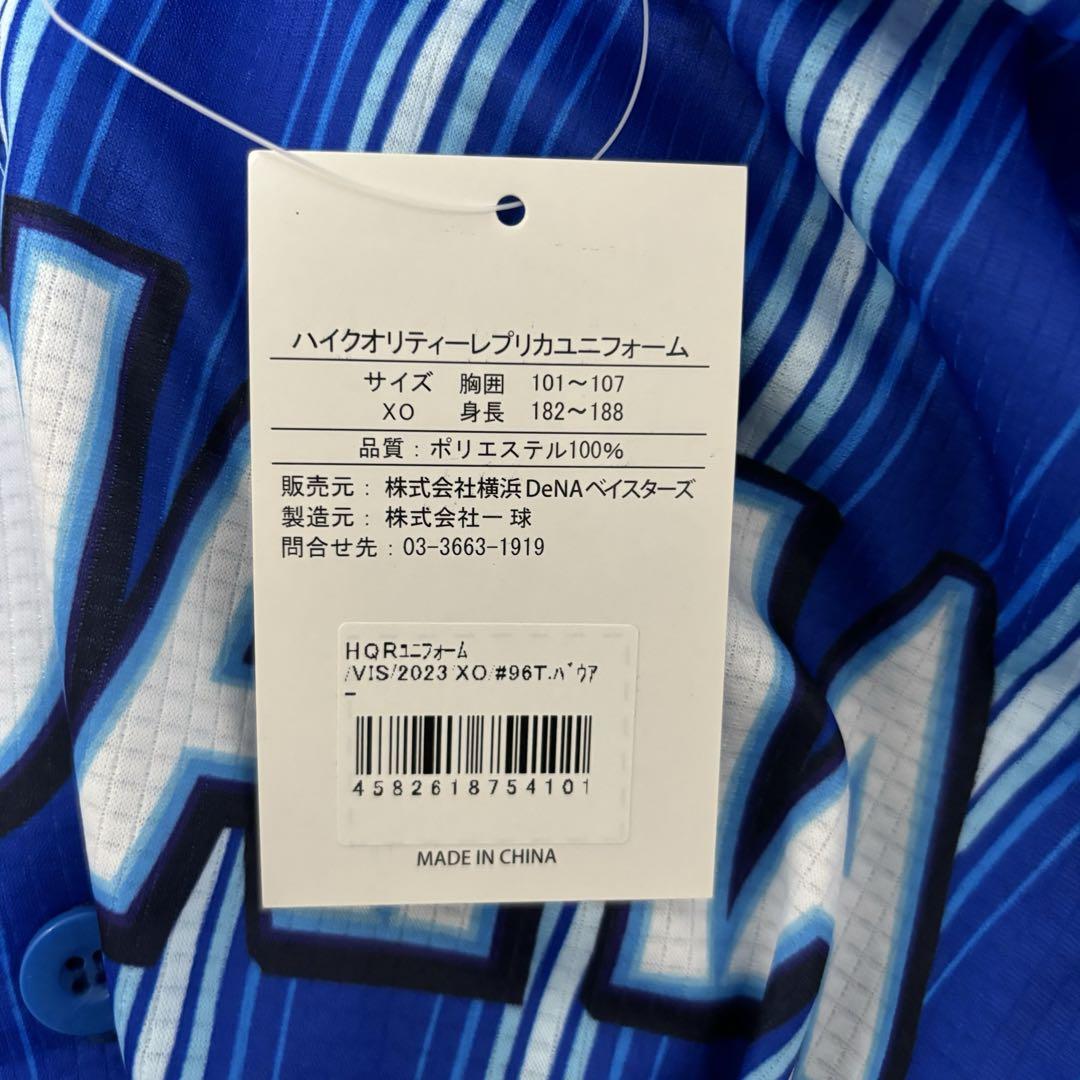 ハイクオリティーレプリカユニフォーム
サイズ 胸囲 101～107
XO 身長 182～188
品質：ポリエステル100%
販売元： 株式会社横浜DeNAベイスターズ
製造元： 株式会社一球
問合せ先：03-3663-1919
HQRﾕﾆﾌｫｰﾑ
/VIS/2023/XO/#96T.ﾊﾞｳｱ
ｰ
4582618754101
MADE IN CHINA